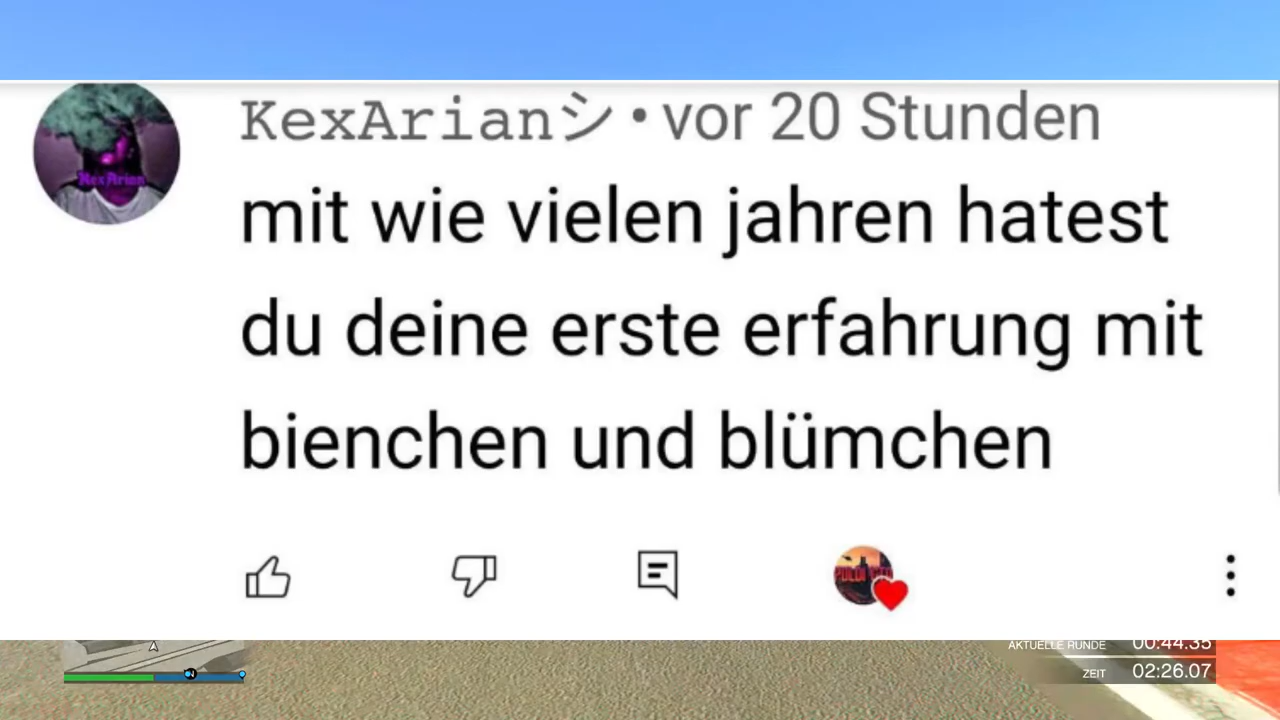 KexArianシ • vor 20 Stunden
mit wie vielen jahren hatest
du deine erste erfahrung mit
bienchen und blümchen
AKTUELLE RUNDE 00:44.35
ZEIT 02:26.07